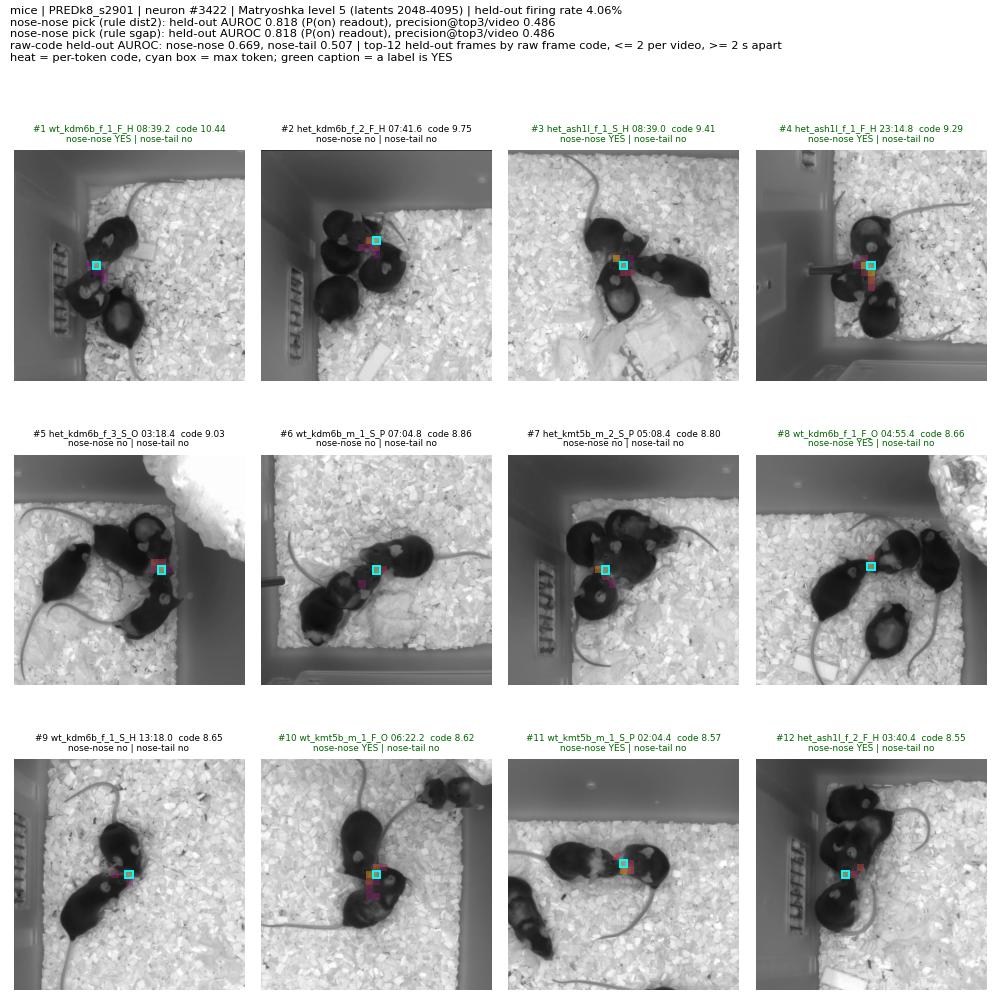 mice | PREDk8_s2901 | neuron #3422 | Matryoshka level 5 (latents 2048-4095) | held-out firing rate 4.06%
nose-nose pick (rule dist2): held-out AUROC 0.818 (P(on) readout), precision@top3/video 0.486
nose-nose pick (rule sgap): held-out AUROC 0.818 (P(on) readout), precision@top3/video 0.486
raw-code held-out AUROC: nose-nose 0.669, nose-tail 0.507 | top-12 held-out frames by raw frame code, <= 2 per video, >= 2 s apart
heat = per-token code, cyan box = max token; green caption = a label is YES
#1 wt_kdm6b_f_1_F_H 08:39.2 code 10.44
nose-nose YES | nose-tail no
#2 het_kdm6b_f_2_F_H 07:41.6 code 9.75
nose-nose no | nose-tail no
#3 het_ash1l_f_1_S_H 08:39.0 code 9.41
nose-nose YES | nose-tail no
#4 het_ash1l_f_1_F_H 23:14.8 code 9.29
nose-nose YES | nose-tail no
#5 het_kdm6b_f_3_S_O 03:18.4 code 9.03
nose-nose no | nose-tail no
#6 wt_kdm6b_m_1_S_P 07:04.8 code 8.86
nose-nose no | nose-tail no
#7 het_kmt5b_m_2_S_P 05:08.4 code 8.80
nose-nose no | nose-tail no
#8 wt_kdm6b_f_1_F_O 04:55.4 code 8.66
nose-nose YES | nose-tail no
#9 wt_kdm6b_f_1_S_H 13:18.0 code 8.65
nose-nose no | nose-tail no
#10 wt_kmt5b_m_1_F_O 06:22.2 code 8.62
nose-nose YES | nose-tail no
#11 wt_kmt5b_m_1_S_P 02:04.4 code 8.57
nose-nose YES | nose-tail no
#12 het_ash1l_f_2_F_H 03:40.4 code 8.55
nose-nose YES | nose-tail no